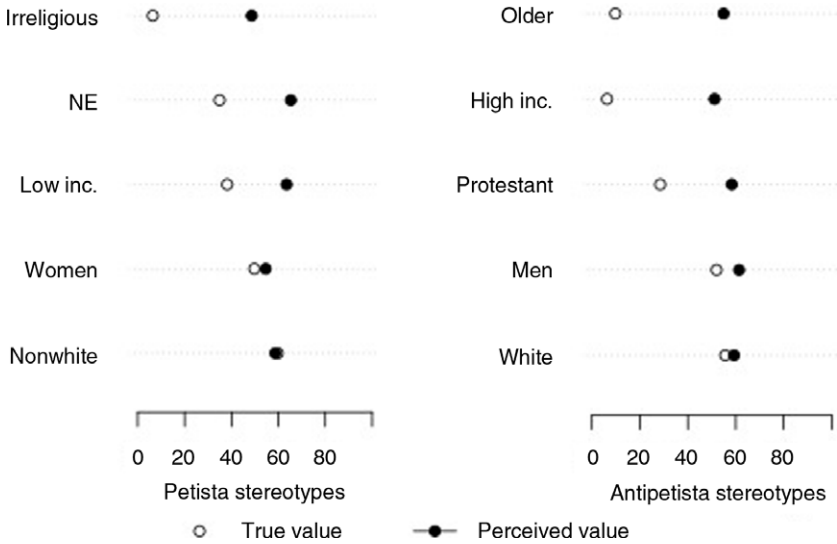 Irreligious
NE
Low inc.
Women
Nonwhite
0 20 40 60 80
Petista stereotypes
Older
High inc.
Protestant
Men
White
0 20 40 60 80
Antipetista stereotypes
True value Perceived value